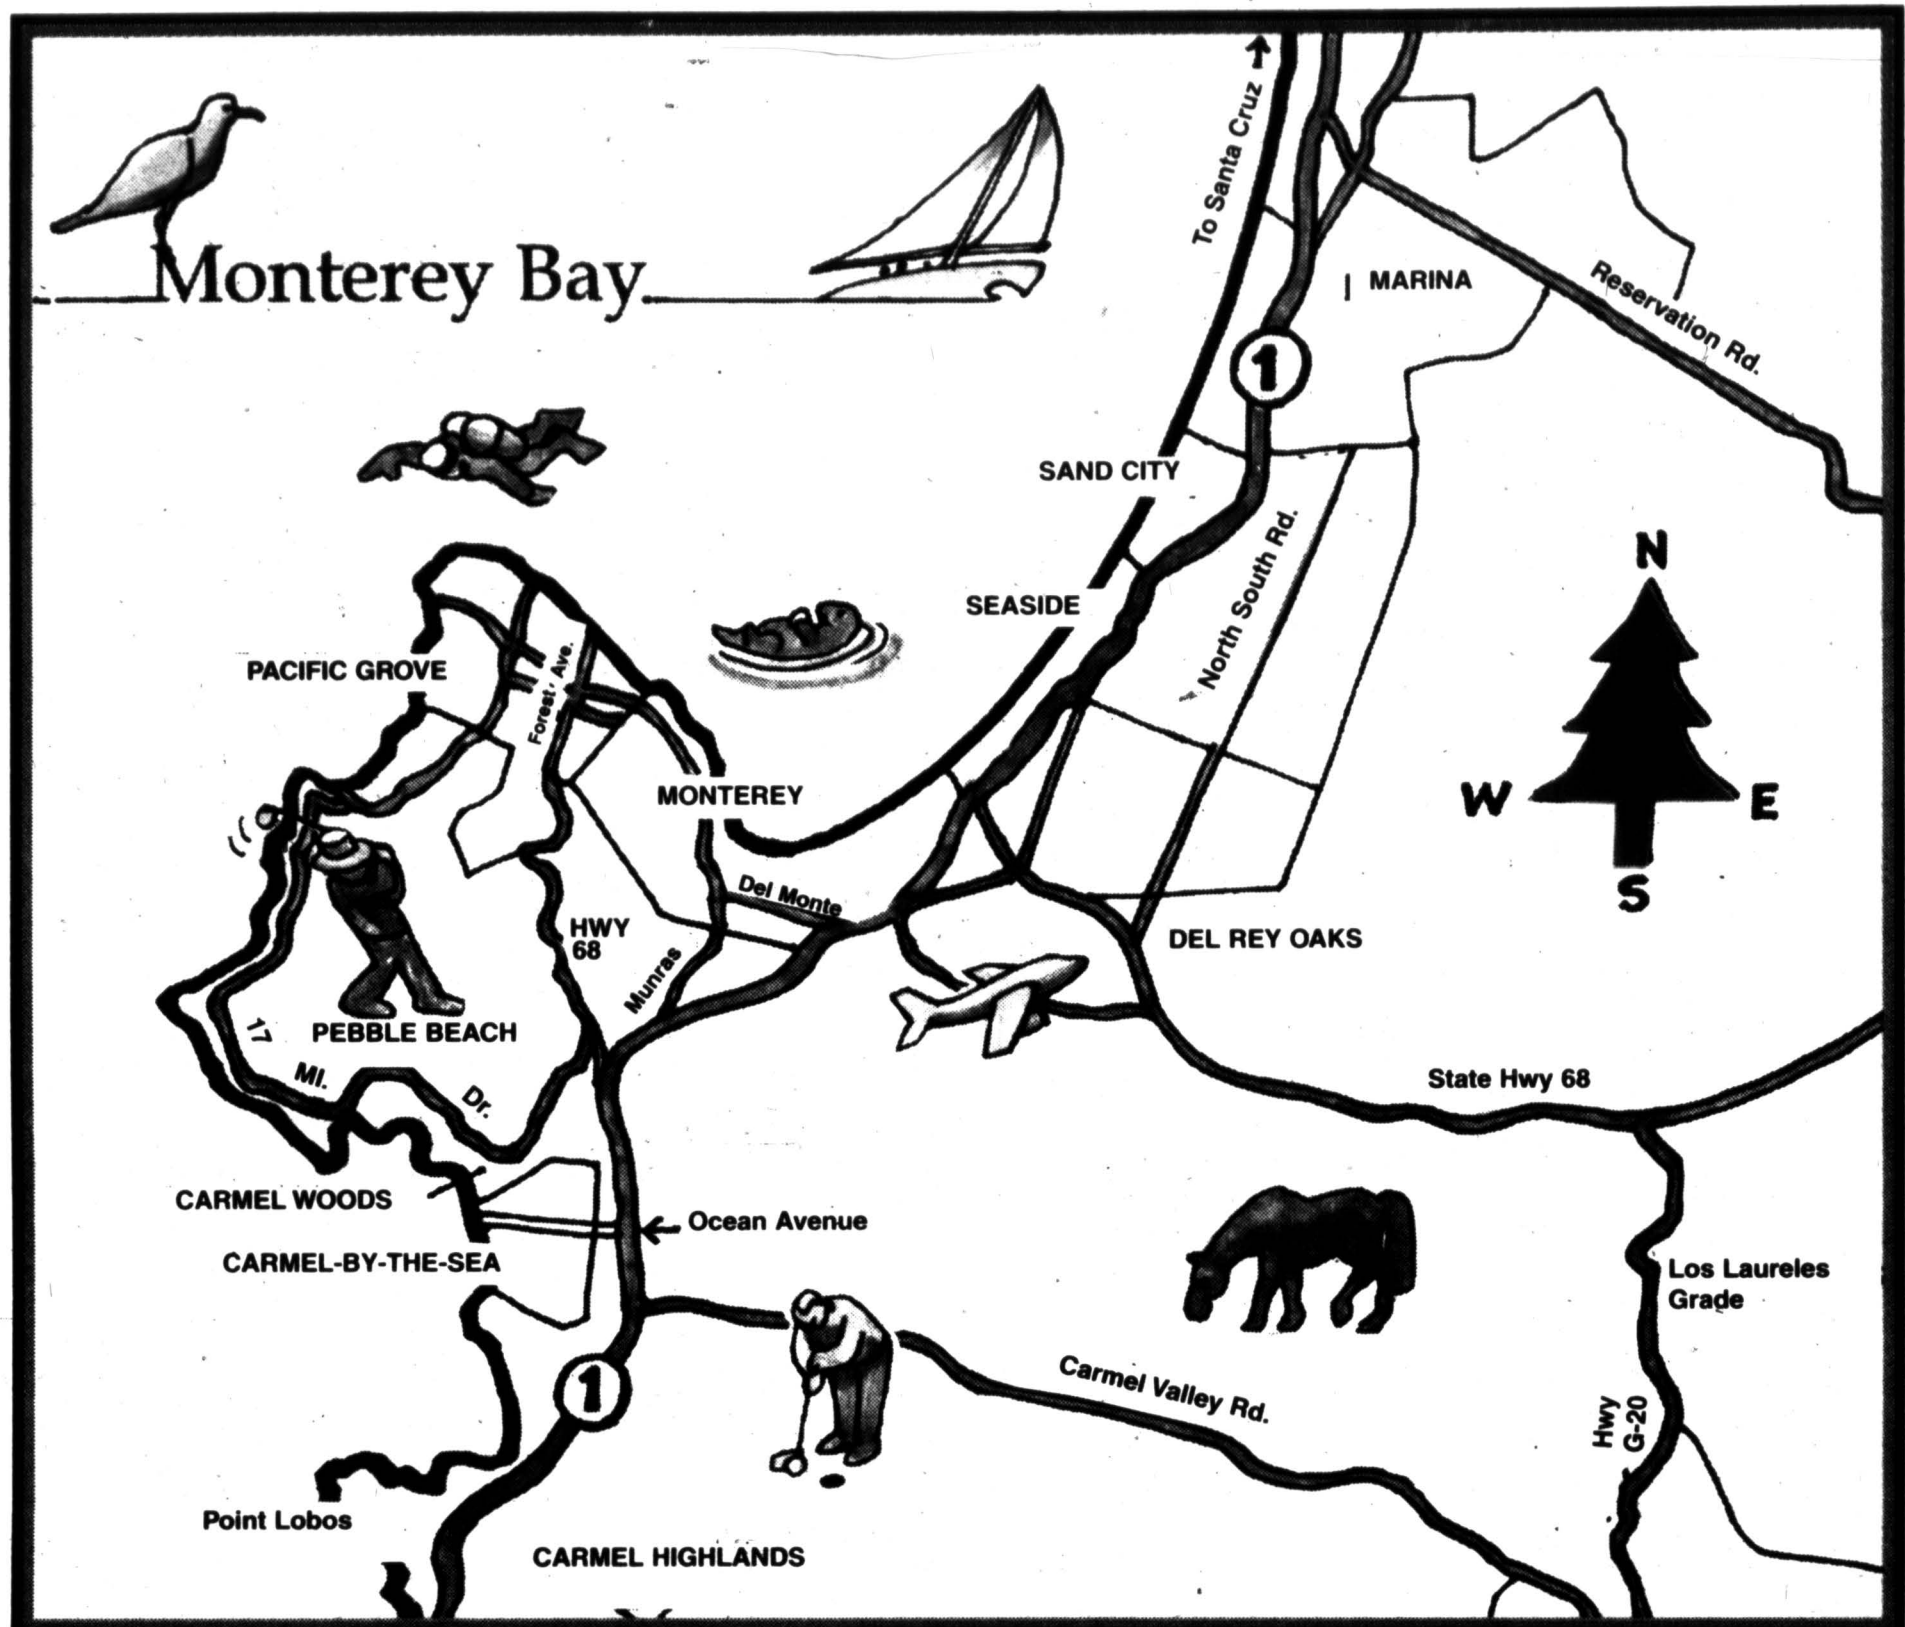 To Santa Cruz
Monterey Bay
MARINA
Reservation Rd.
1
SAND CITY
North South Rd.
N
SEASIDE
PACIFIC GROVE
Forest Ave.
MONTEREY
W
E
S
Del Monte
HWY
68
Munras
DEL REY OAKS
17
MI.
Dr.
PEBBLE BEACH
State Hwy 68
CARMEL WOODS
Ocean Avenue
CARMEL-BY-THE-SEA
Los Laureles
Grade
1
Carmel Valley Rd.
Hwy
G-20
Point Lobos
CARMEL HIGHLANDS